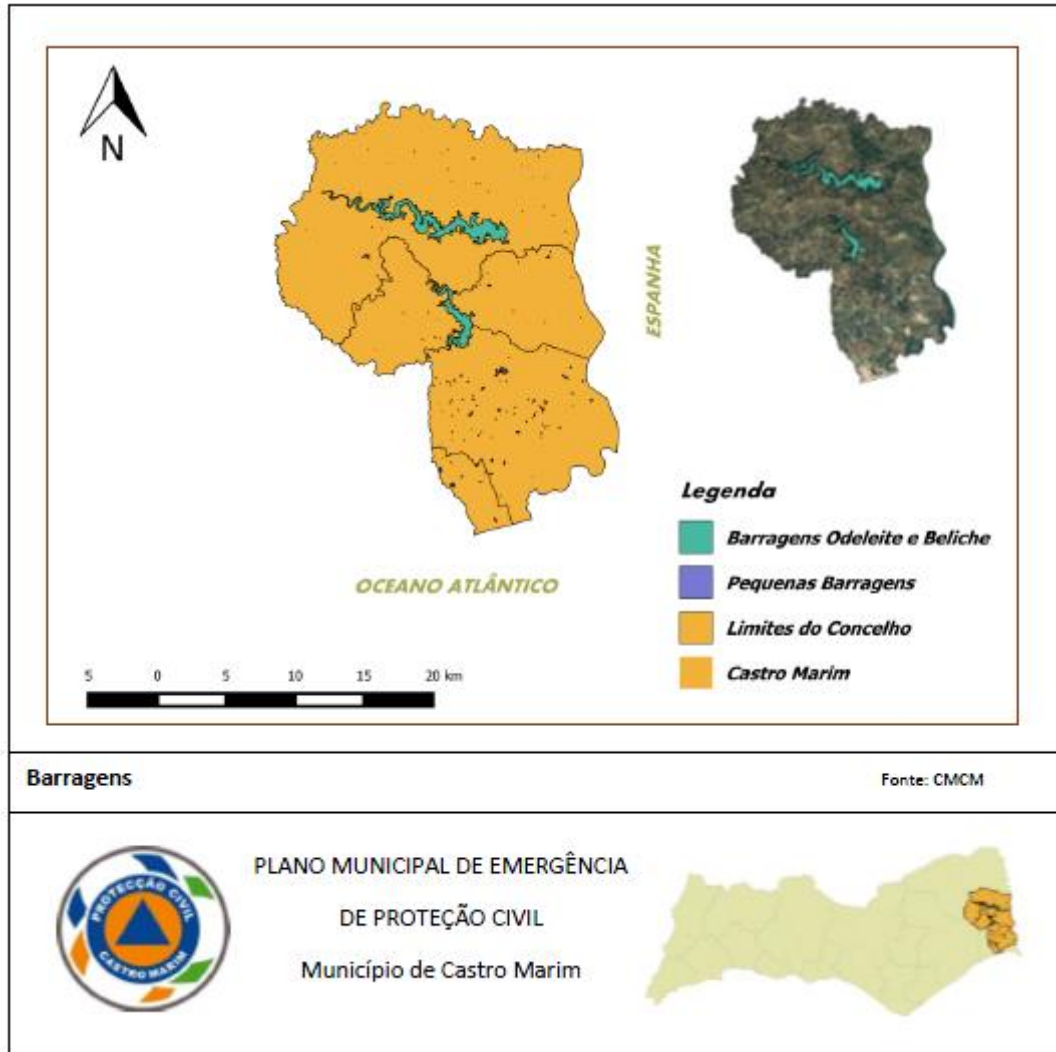 N
ESPANHA
OCEANO ATLÂNTICO
Legenda
Barragens Odeleite e Beliche
Pequenas Barragens
Limites do Concelho
Castro Marim
5 0 5 10 15 20 km
Barragens
Fonte: CMCM
PROTECÇÃO CIVIL
CASTRO MARIM
PLANO MUNICIPAL DE EMERGÊNCIA
DE PROTEÇÃO CIVIL
Município de Castro Marim